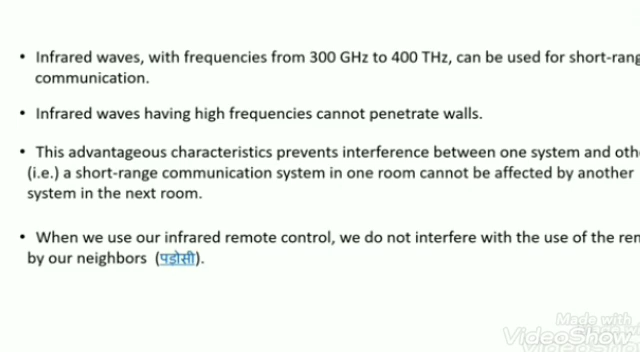 • Infrared waves, with frequencies from 300 GHz to 400 THz, can be used for short-rang
communication.
• Infrared waves having high frequencies cannot penetrate walls.
• This advantageous characteristics prevents interference between one system and oth
(i.e.) a short-range communication system in one room cannot be affected by another
system in the next room.
• When we use our infrared remote control, we do not interfere with the use of the rem
by our neighbors (पडोसी).
Made with
VideoShow